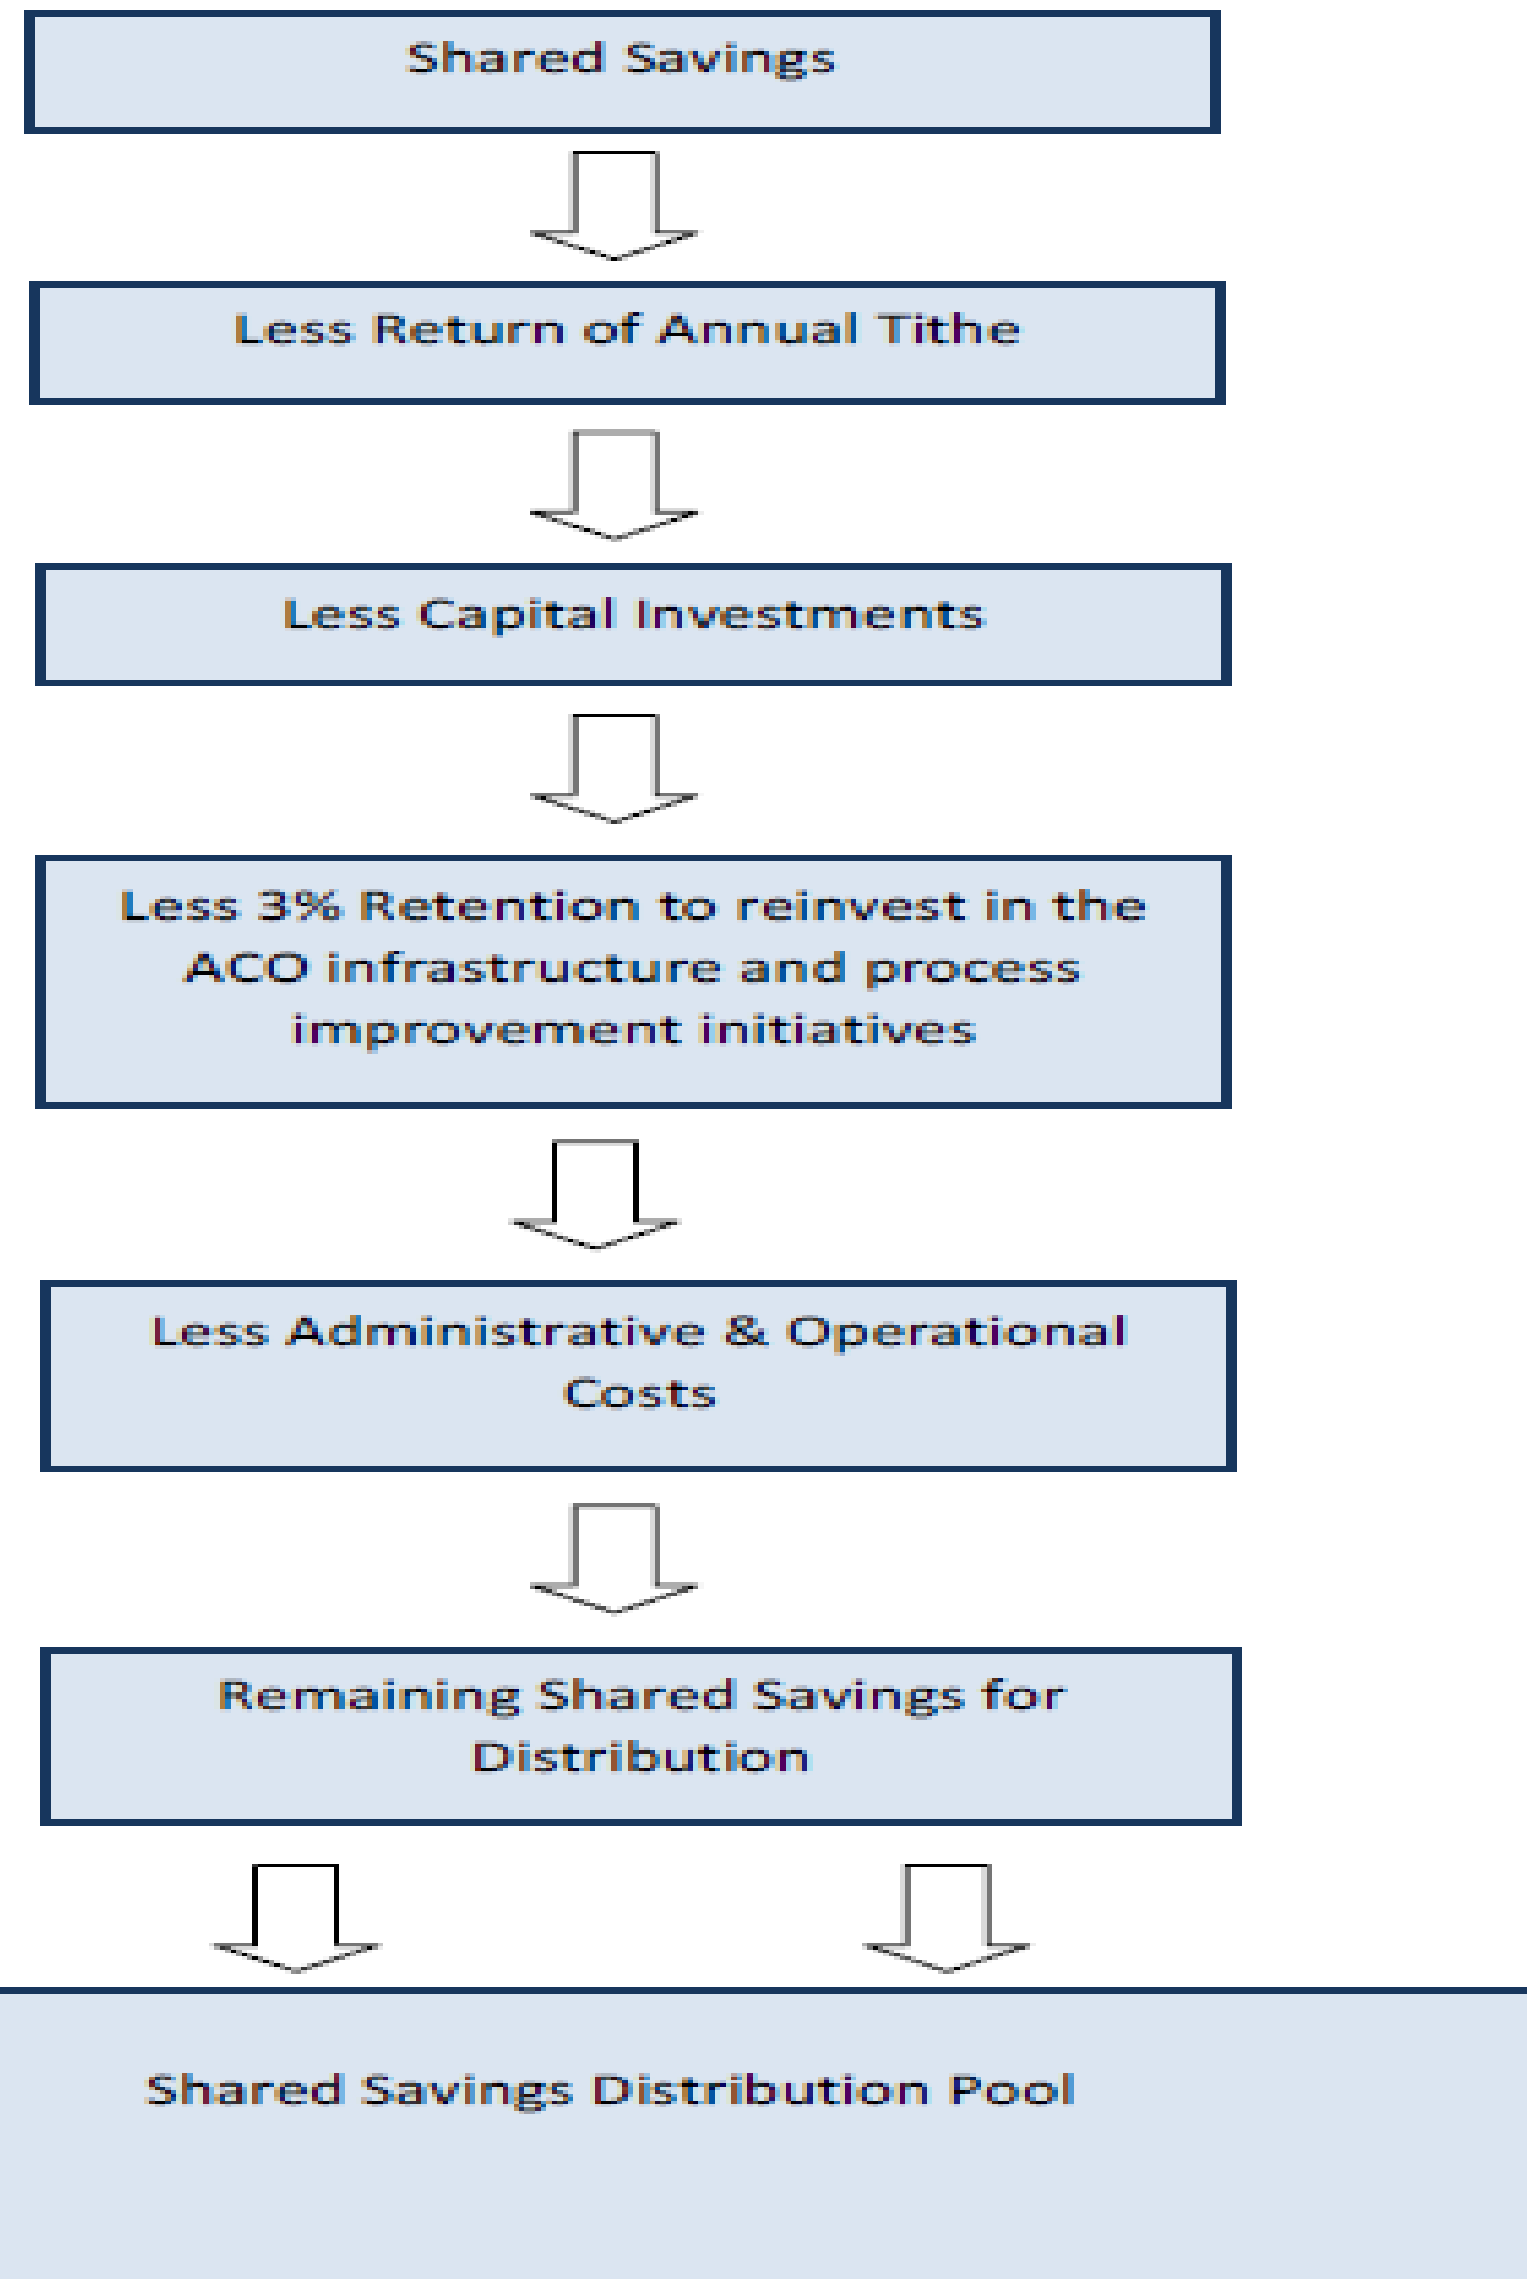 Shared Savings
Less Return of Annual Tithe
Less Capital Investments
Less 3% Retention to reinvest in the
ACO infrastructure and process
improvement initiatives
Less Administrative & Operational
Costs
Remaining Shared Savings for
Distribution
Shared Savings Distribution Pool